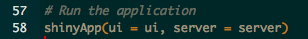 57 # Run the application
58 shinyApp(ui = ui, server = server)